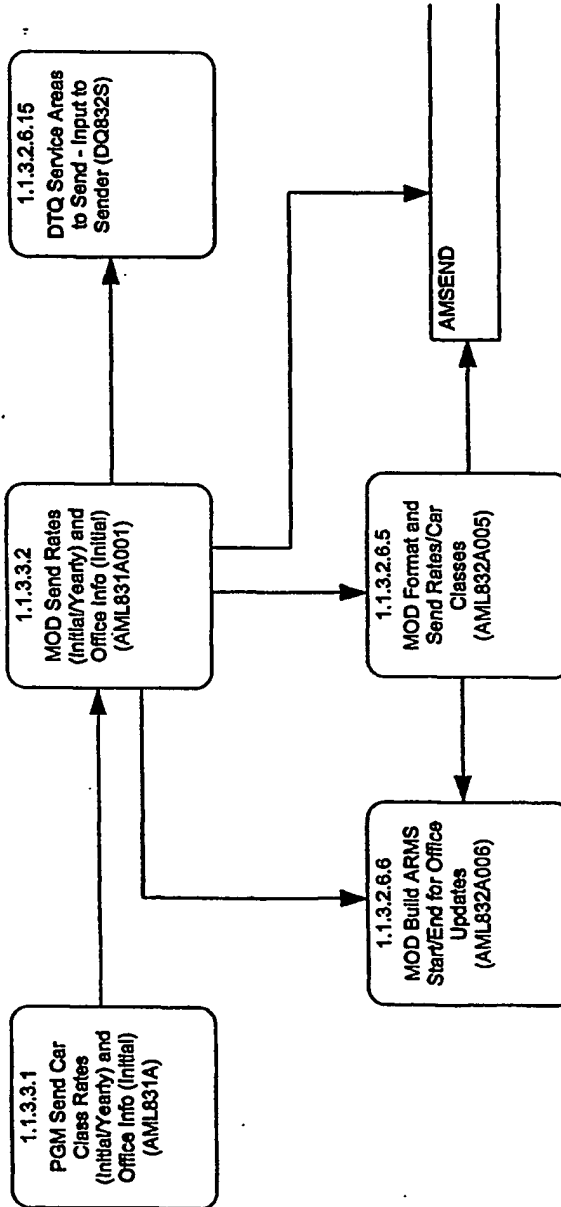 1.1.3.3.1
PGM Send Car
Class Rates
(Initial/Yearly) and
Office Info (Initial)
(AML831A)
1.1.3.3.2
MOD Send Rates
(Initial/Yearly) and
Office Info (Initial)
(AML831A001)
1.1.3.2.6.15
DTQ Service Areas
to Send - Input to
Sender (DQ832S)
1.1.3.2.6.6
MOD Build ARMS
Start/End for Office
Updates
(AML832A006)
1.1.3.2.6.5
MOD Format and
Send Rates/Car
Classes
(AML832A005)
AMSEND